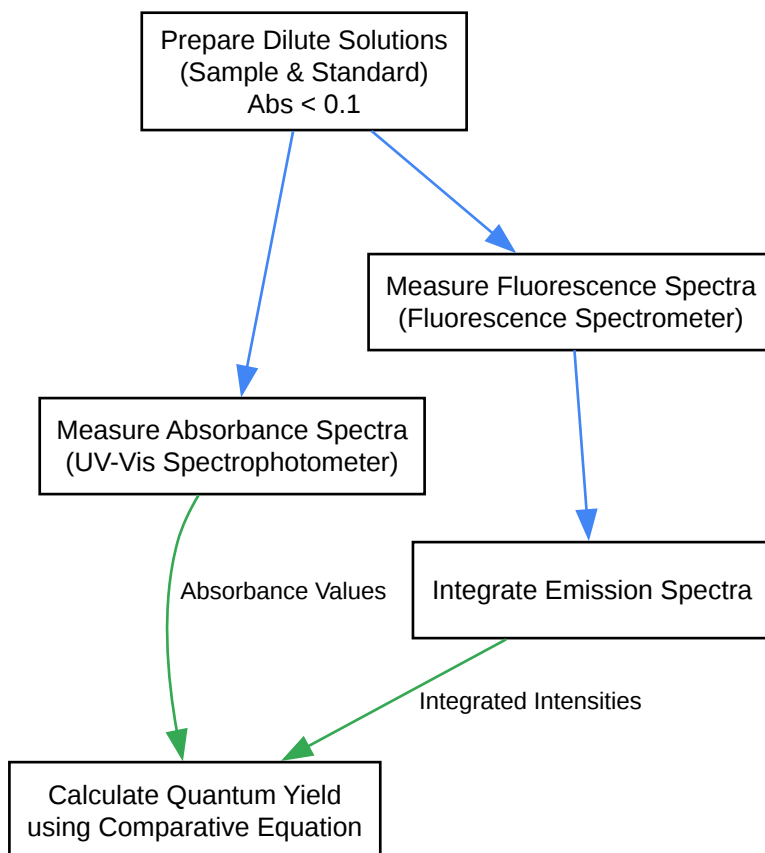 Prepare Dilute Solutions
(Sample & Standard)
Abs < 0.1
Measure Fluorescence Spectra
(Fluorescence Spectrometer)
Measure Absorbance Spectra
(UV-Vis Spectrophotometer)
Absorbance Values
Integrate Emission Spectra
Integrated Intensities
Calculate Quantum Yield
using Comparative Equation